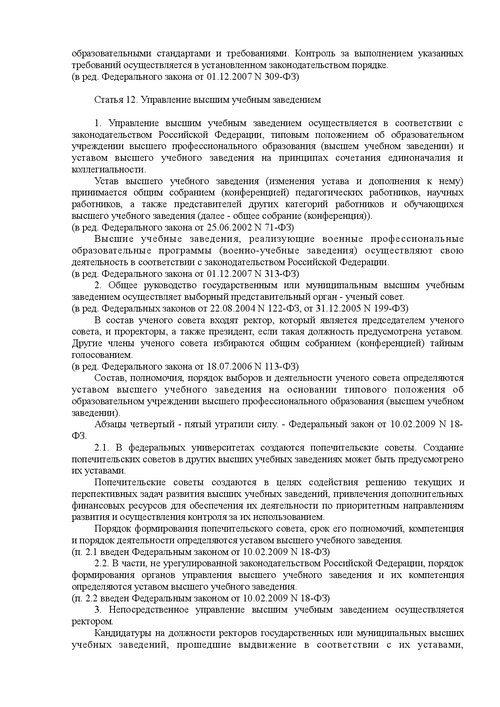 образовательными стандартами и требованиями. Контроль за выполнением указанных
требований осуществляется в установленном законодательством порядке.
(в ред. Федерального закона от 01.12.2007 N 309-ФЗ)
Статья 12. Управление высшим учебным заведением
1. Управление высшим учебным заведением осуществляется в соответствии с
законодательством Российской Федерации, типовым положением об образовательном
учреждении высшего профессионального образования (высшем учебном заведении) и
уставом высшего учебного заведения на принципах сочетания единоначалия и
коллегиальности.
Устав высшего учебного заведения (изменения устава и дополнения к нему)
принимается общим собранием (конференцией) педагогических работников, научных
работников, а также представителей других категорий работников и обучающихся
высшего учебного заведения (далее - общее собрание (конференция)).
(в ред. Федерального закона от 25.06.2002 N 71-ФЗ)
Высшие учебные заведения, реализующие военные профессиональные
образовательные программы (военно-учебные заведения) осуществляют свою
деятельность в соответствии с законодательством Российской Федерации.
(в ред. Федерального закона от 01.12.2007 N 313-ФЗ)
2. Общее руководство государственным или муниципальным высшим учебным
заведением осуществляет выборный представительный орган - ученый совет.
(в ред. Федеральных законов от 22.08.2004 N 122-ФЗ, от 31.12.2005 N 199-ФЗ)
В состав ученого совета входят ректор, который является председателем ученого
совета, и проректоры, а также президент, если такая должность предусмотрена уставом.
Другие члены ученого совета избираются общим собранием (конференцией) тайным
голосованием.
(в ред. Федерального закона от 18.07.2006 N 113-ФЗ)
Состав, полномочия, порядок выборов и деятельности ученого совета определяются
уставом высшего учебного заведения на основании типового положения об
образовательном учреждении высшего профессионального образования (высшем учебном
заведении).
Абзацы четвертый - пятый утратили силу. - Федеральный закон от 10.02.2009 N 18-
ФЗ.
2.1. В федеральных университетах создаются попечительские советы. Создание
попечительских советов в других высших учебных заведениях может быть предусмотрено
их уставами.
Попечительские советы создаются в целях содействия решению текущих и
перспективных задач развития высших учебных заведений, привлечения дополнительных
финансовых ресурсов для обеспечения их деятельности по приоритетным направлениям
развития и осуществления контроля за их использованием.
Порядок формирования попечительского совета, срок его полномочий, компетенция
и порядок деятельности определяются уставом высшего учебного заведения.
(п. 2.1 введен Федеральным законом от 10.02.2009 N 18-ФЗ)
2.2. В части, не урегулированной законодательством Российской Федерации, порядок
формирования органов управления высшего учебного заведения и их компетенция
определяются уставом высшего учебного заведения.
(п. 2.2 введен Федеральным законом от 10.02.2009 N 18-ФЗ)
3. Непосредственное управление высшим учебным заведением осуществляется
ректором.
Кандидатуры на должности ректоров государственных или муниципальных высших
учебных заведений, прошедшие выдвижение в соответствии с их уставами,